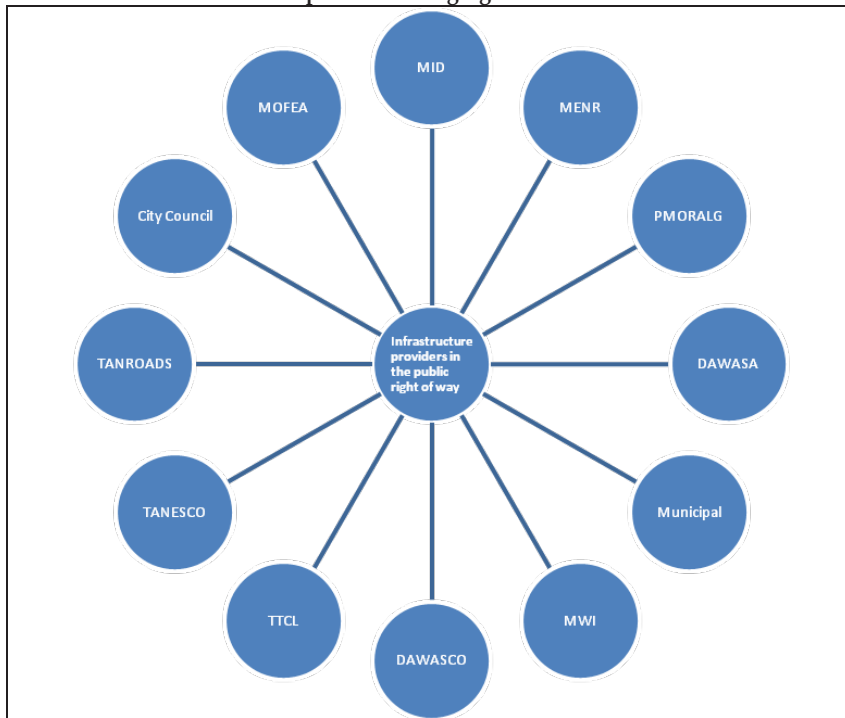 MID
MOFEA
MENR
City Council
PMORALG
Infrastructure
providers in
the public
right of way
TANROADS
DAWASA
TANESCO
Municipal
TTCL
MWI
DAWASCO